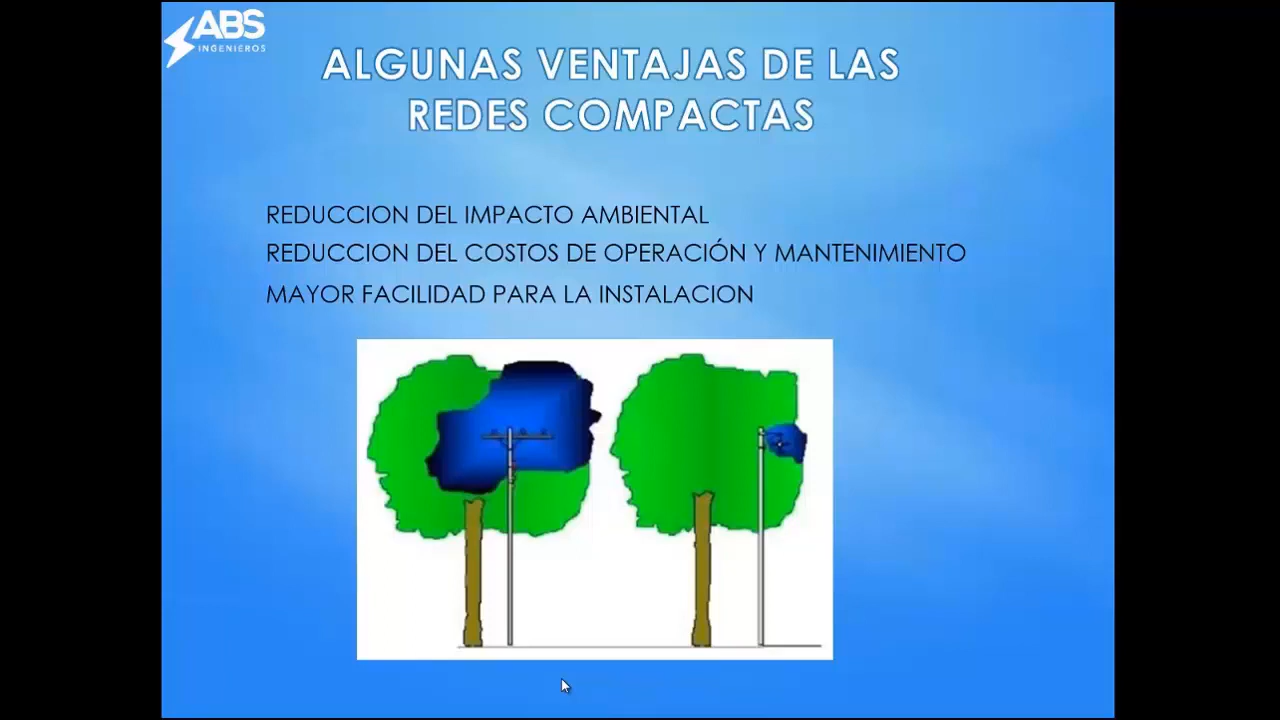 ABS
INGENIEROS
ALGUNAS VENTAJAS DE LAS
REDES COMPACTAS
REDUCCION DEL IMPACTO AMBIENTAL
REDUCCION DEL COSTOS DE OPERACIÓN Y MANTENIMIENTO
MAYOR FACILIDAD PARA LA INSTALACION